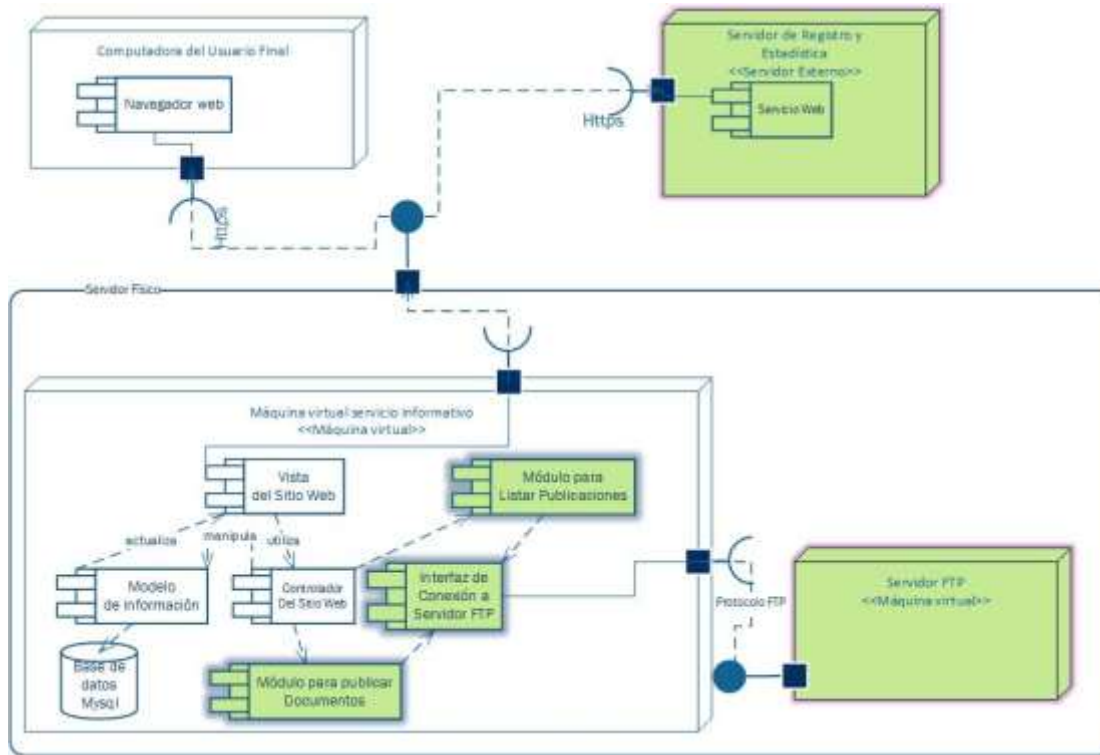 Computadora del Usuario Final
Navegador web
Https
Servidor de Registro y
Estadística
<<Servidor Externo>>
Servicio Web
Https
Servidor Físico
Máquina virtual servicio informativo
<<Máquina virtual>>
Vista
del Sitio Web
Módulo para
Listar Publicaciones
actualiza
manipula
utiliza
Modelo
de información
Controlador
Del Sitio Web
Interfaz de
Conexión a
Servidor FTP
Base de
datos
Mysql
Módulo para publicar
Documentos
Protocolo FTP
Servidor FTP
<<Máquina virtual>>